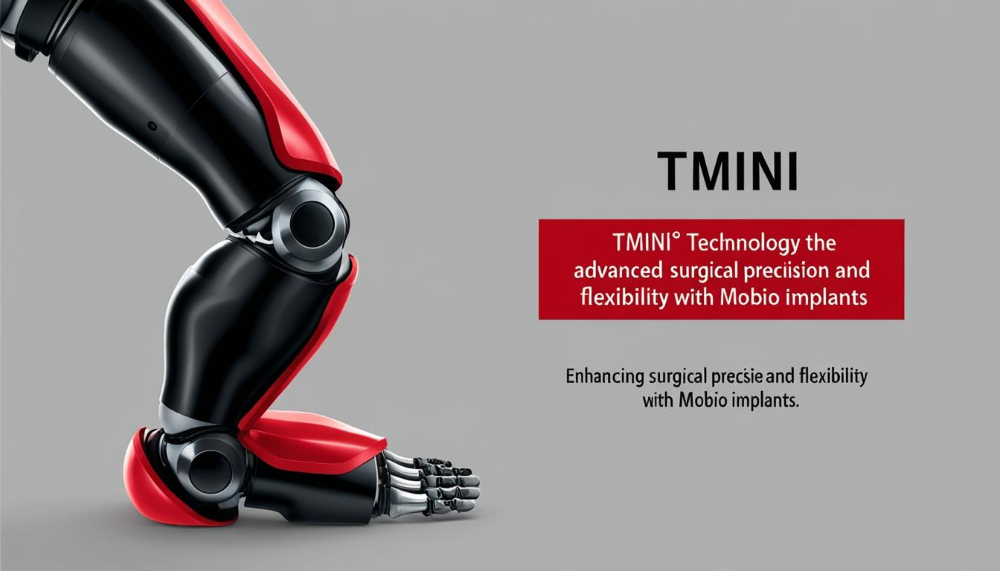 TMINI
TMINI° Technology the
advanced surgical preciision and
flexibility with Mobio implants
Enhancing surgical precsie and flexibility
with Mobio implants.